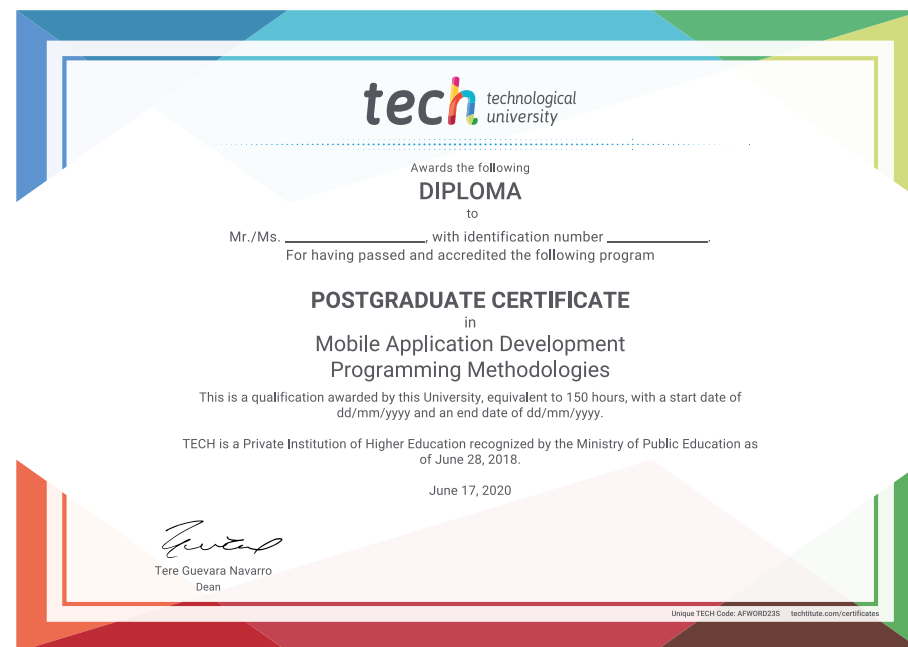 tech technological
university
Awards the following
DIPLOMA
to
Mr./Ms. ____________, with identification number ____________.
For having passed and accredited the following program
POSTGRADUATE CERTIFICATE
in
Mobile Application Development
Programming Methodologies
This is a qualification awarded by this University, equivalent to 150 hours, with a start date of
dd/mm/yyyy and an end date of dd/mm/yyyy.
TECH is a Private Institution of Higher Education recognized by the Ministry of Public Education as
of June 28, 2018.
June 17, 2020
Tere Guevara Navarro
Dean
Unique TECH Code: AFWORD23S techtitute.com/certificates